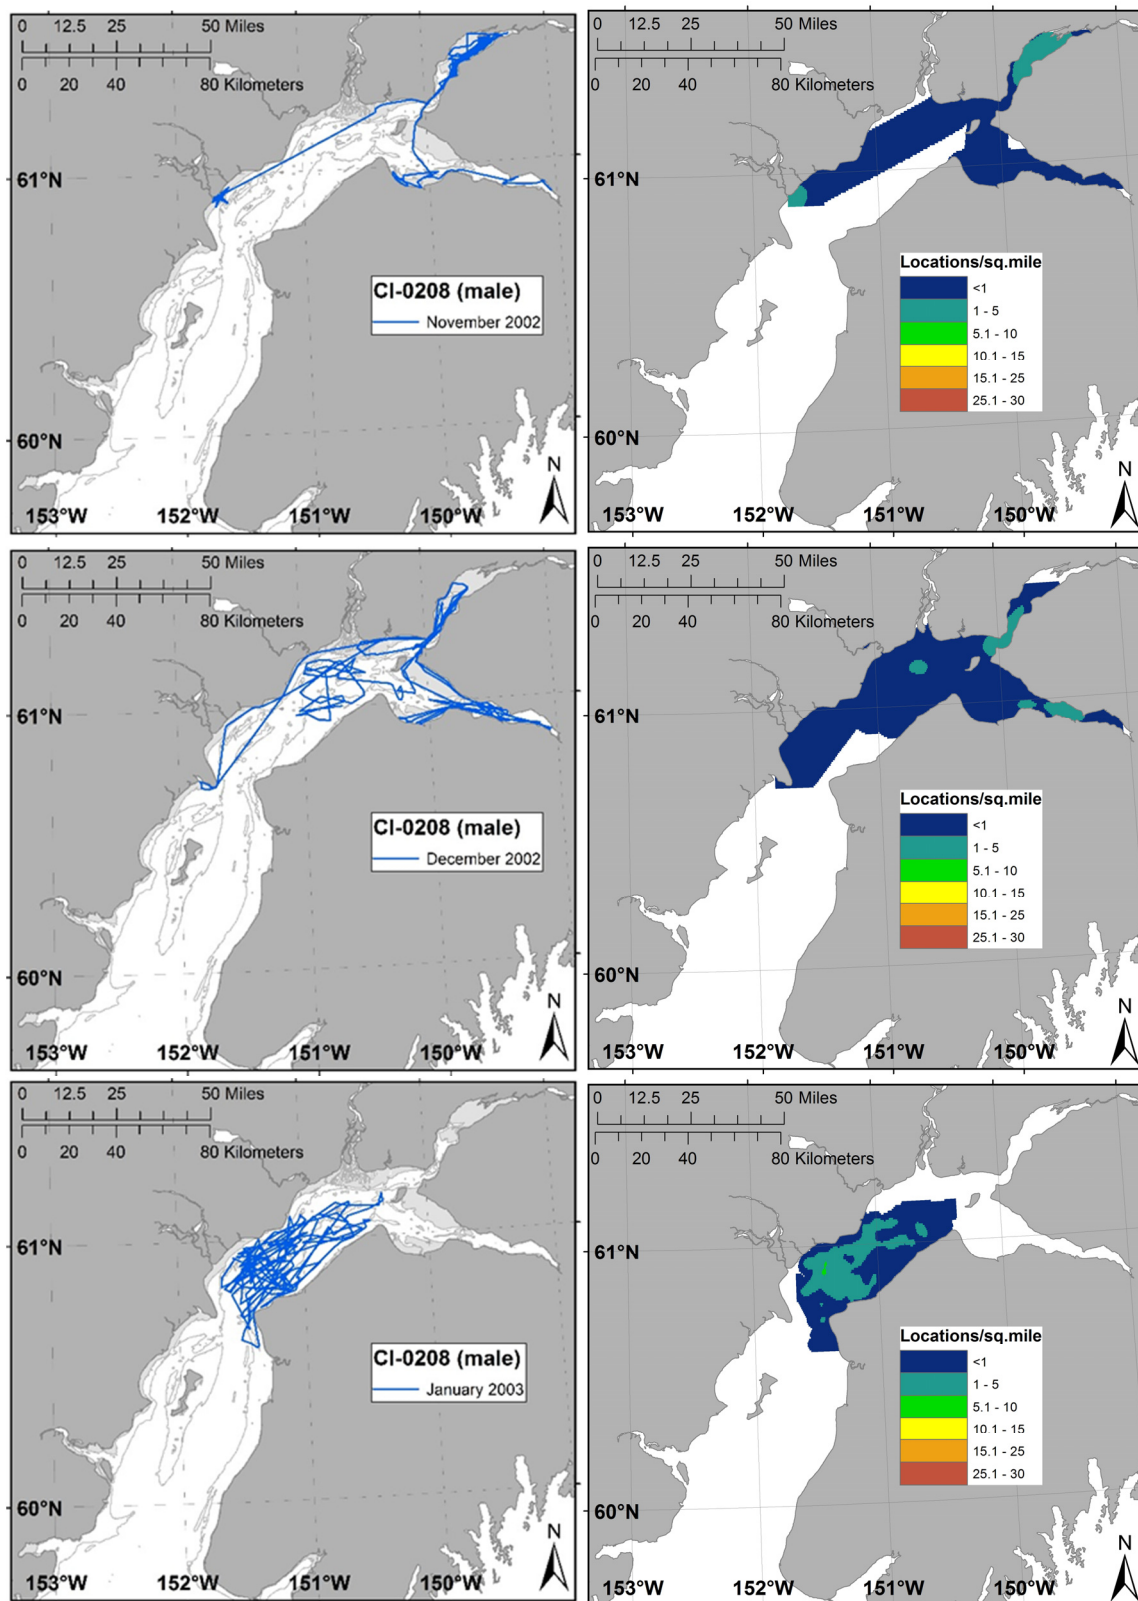 0 12.5 25 50 Miles
0 20 40 80 Kilometers
61°N
CI-0208 (male)
November 2002
60°N
N
153°W 152°W 151°W 150°W
0 12.5 25 50 Miles
0 20 40 80 Kilometers
61°N
Locations/sq.mile
<1
1 - 5
5.1 - 10
10.1 - 15
15.1 - 25
25.1 - 30
60°N
N
153°W 152°W 151°W 150°W
0 12.5 25 50 Miles
0 20 40 80 Kilometers
61°N
CI-0208 (male)
December 2002
60°N
N
153°W 152°W 151°W 150°W
0 12.5 25 50 Miles
0 20 40 80 Kilometers
61°N
Locations/sq.mile
<1
1 - 5
5.1 - 10
10.1 - 15
15.1 - 25
25.1 - 30
60°N
N
153°W 152°W 151°W 150°W
0 12.5 25 50 Miles
0 20 40 80 Kilometers
61°N
CI-0208 (male)
January 2003
60°N
N
153°W 152°W 151°W 150°W
0 12.5 25 50 Miles
0 20 40 80 Kilometers
61°N
Locations/sq.mile
<1
1 - 5
5.1 - 10
10.1 - 15
15.1 - 25
25.1 - 30
60°N
N
153°W 152°W 151°W 150°W